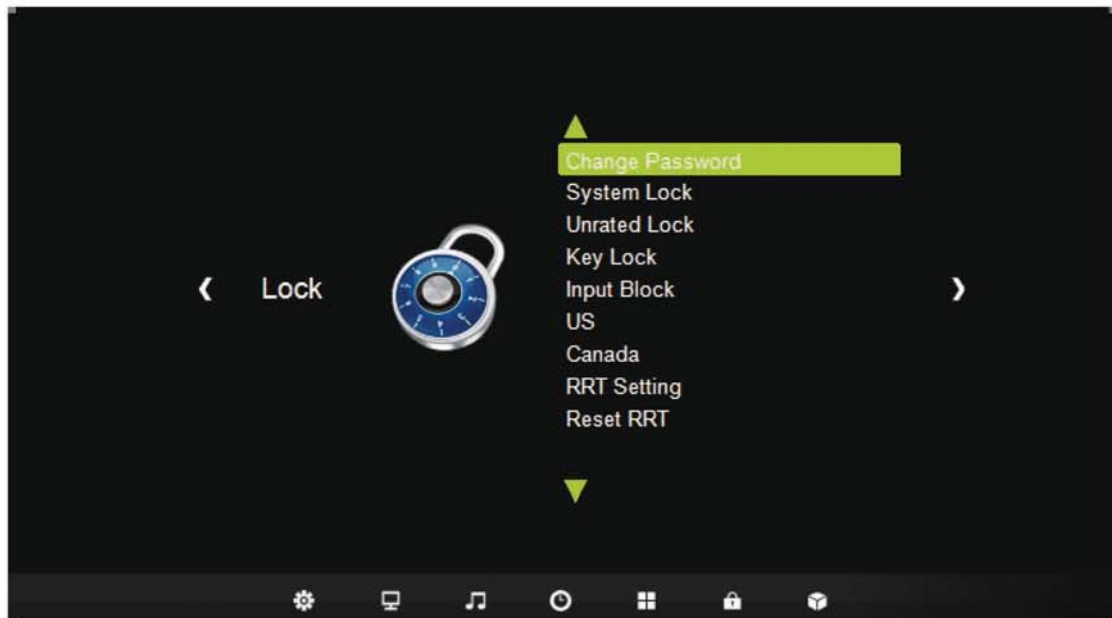 Change Password
System Lock
Unrated Lock
Key Lock
Lock
Input Block
US
Canada
RRT Setting
Reset RRT